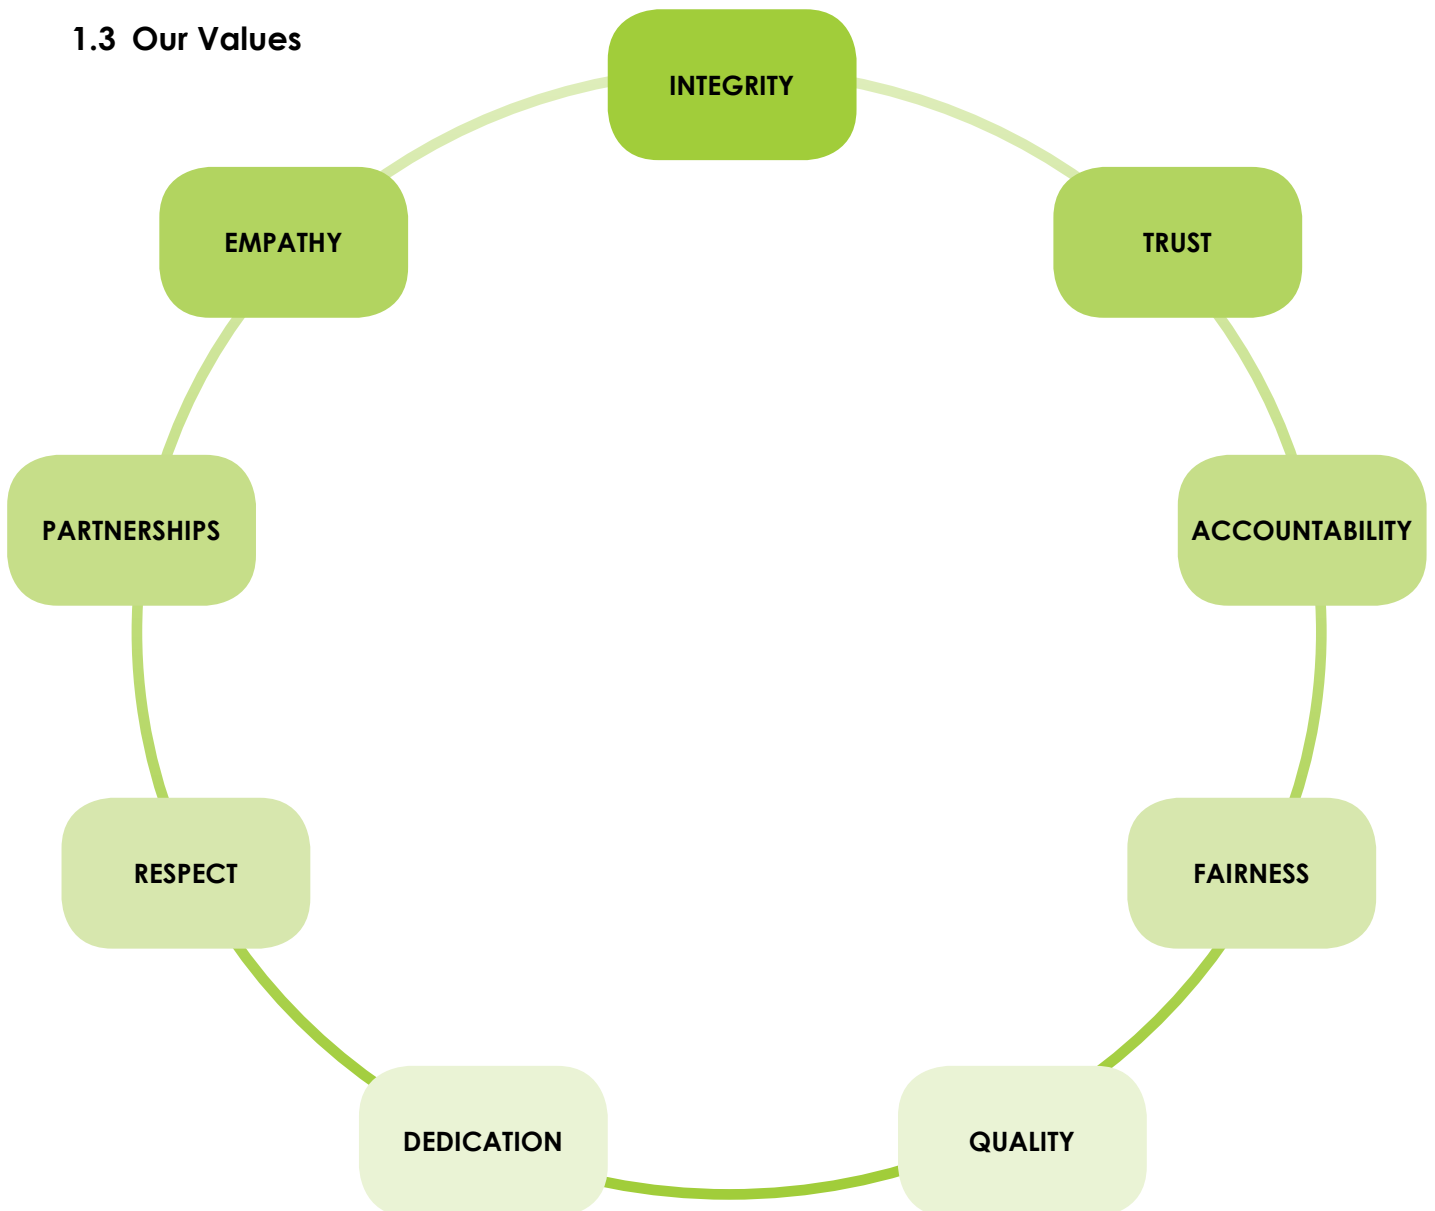 1.3 Our Values
INTEGRITY
TRUST
ACCOUNTABILITY
FAIRNESS
QUALITY
DEDICATION
RESPECT
PARTNERSHIPS
EMPATHY